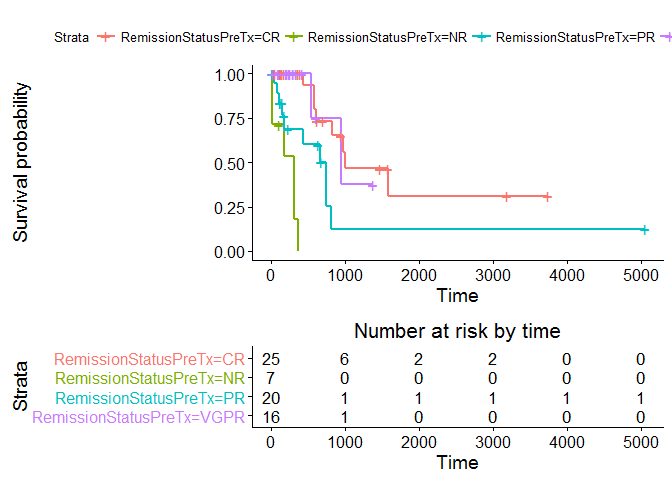 Strata RemissionStatusPreTx=CR RemissionStatusPreTx=NR RemissionStatusPreTx=PR
Survival probability
1.00
0.75
0.50
0.25
0.00
0 1000 2000 3000 4000 5000
Time
Number at risk by time
Strata
RemissionStatusPreTx=CR 25 6 2 2 0 0
RemissionStatusPreTx=NR 7 0 0 0 0 0
RemissionStatusPreTx=PR 20 1 1 1 1 1
RemissionStatusPreTx=VGPR 16 1 0 0 0 0
0 1000 2000 3000 4000 5000
Time